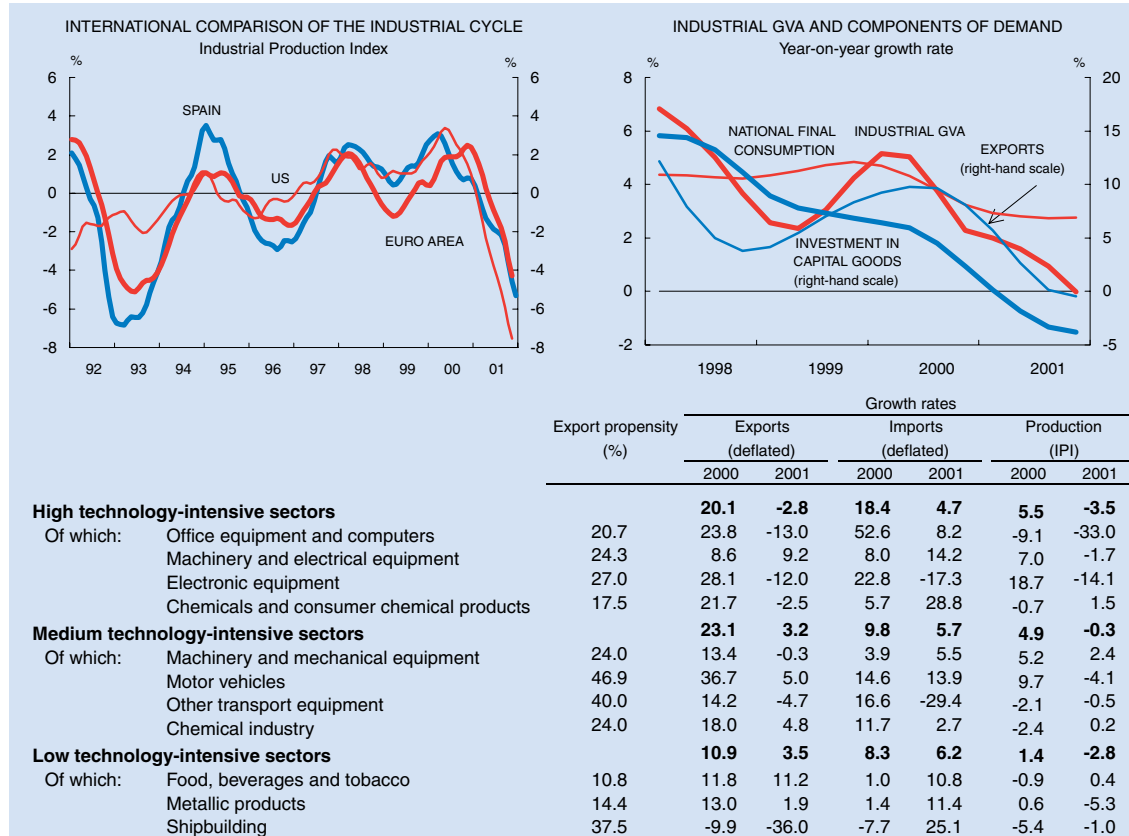 INTERNATIONAL COMPARISON OF THE INDUSTRIAL CYCLE
Industrial Production Index
% %
6 6
4 4
2 2
0 0
-2 -2
-4 -4
-6 -6
-8 -8
SPAIN
US
EURO AREA
92 93 94 95 96 97 98 99 00 01
INDUSTRIAL GVA AND COMPONENTS OF DEMAND
Year-on-year growth rate
% %
8 20
6 15
4 10
2 5
0 0
-2 -5
NATIONAL FINAL
CONSUMPTION
INDUSTRIAL GVA
EXPORTS
(right-hand scale)
INVESTMENT IN
CAPITAL GOODS
(right-hand scale)
1998 1999 2000 2001
Growth rates
Export propensity Exports Imports Production
(%) (deflated) (deflated) (IPI)
2000 2001 2000 2001 2000 2001
High technology-intensive sectors 20.1 -2.8 18.4 4.7 5.5 -3.5
Of which: Office equipment and computers 20.7 23.8 -13.0 52.6 8.2 -9.1 -33.0
Machinery and electrical equipment 24.3 8.6 9.2 8.0 14.2 7.0 -1.7
Electronic equipment 27.0 28.1 -12.0 22.8 -17.3 18.7 -14.1
Chemicals and consumer chemical products 17.5 21.7 -2.5 5.7 28.8 -0.7 1.5
Medium technology-intensive sectors 23.1 3.2 9.8 5.7 4.9 -0.3
Of which: Machinery and mechanical equipment 24.0 13.4 -0.3 3.9 5.5 5.2 2.4
Motor vehicles 46.9 36.7 5.0 14.6 13.9 9.7 -4.1
Other transport equipment 40.0 14.2 -4.7 16.6 -29.4 -2.1 -0.5
Chemical industry 24.0 18.0 4.8 11.7 2.7 -2.4 0.2
Low technology-intensive sectors 10.9 3.5 8.3 6.2 1.4 -2.8
Of which: Food, beverages and tobacco 10.8 11.8 11.2 1.0 10.8 -0.9 0.4
Metallic products 14.4 13.0 1.9 1.4 11.4 0.6 -5.3
Shipbuilding 37.5 -9.9 -36.0 -7.7 25.1 -5.4 -1.0